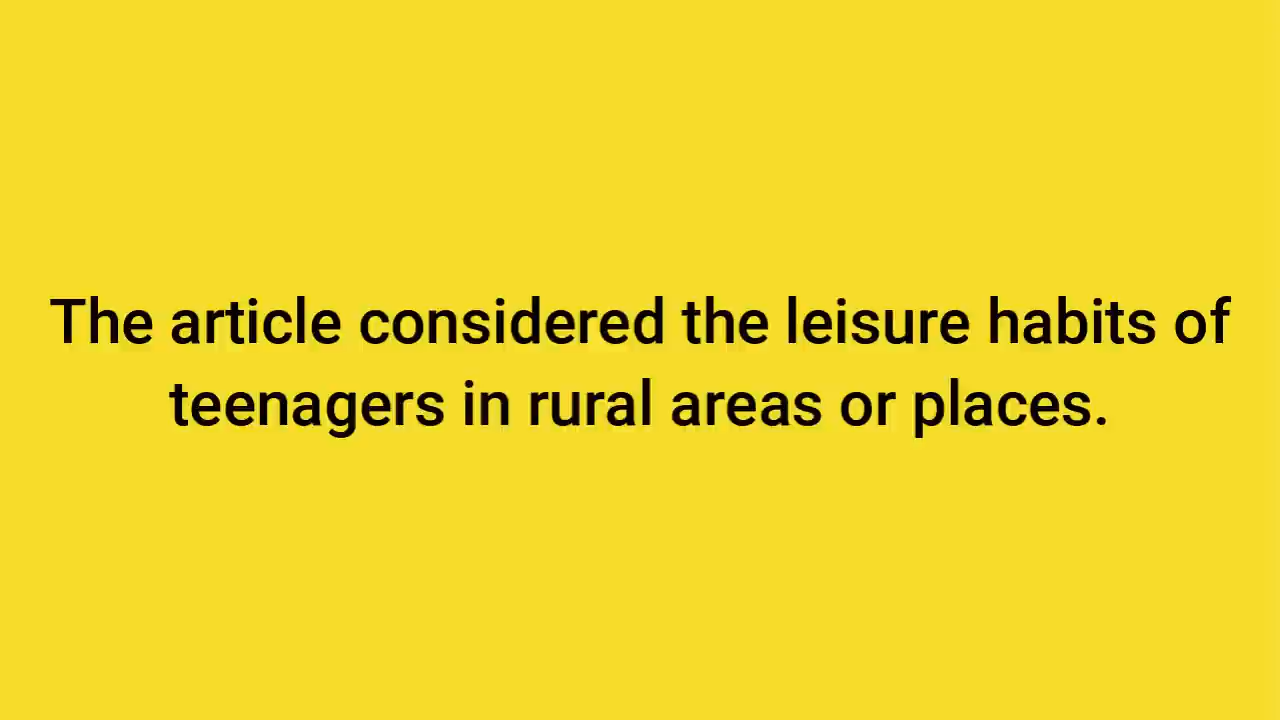 The article considered the leisure habits of
teenagers in rural areas or places.